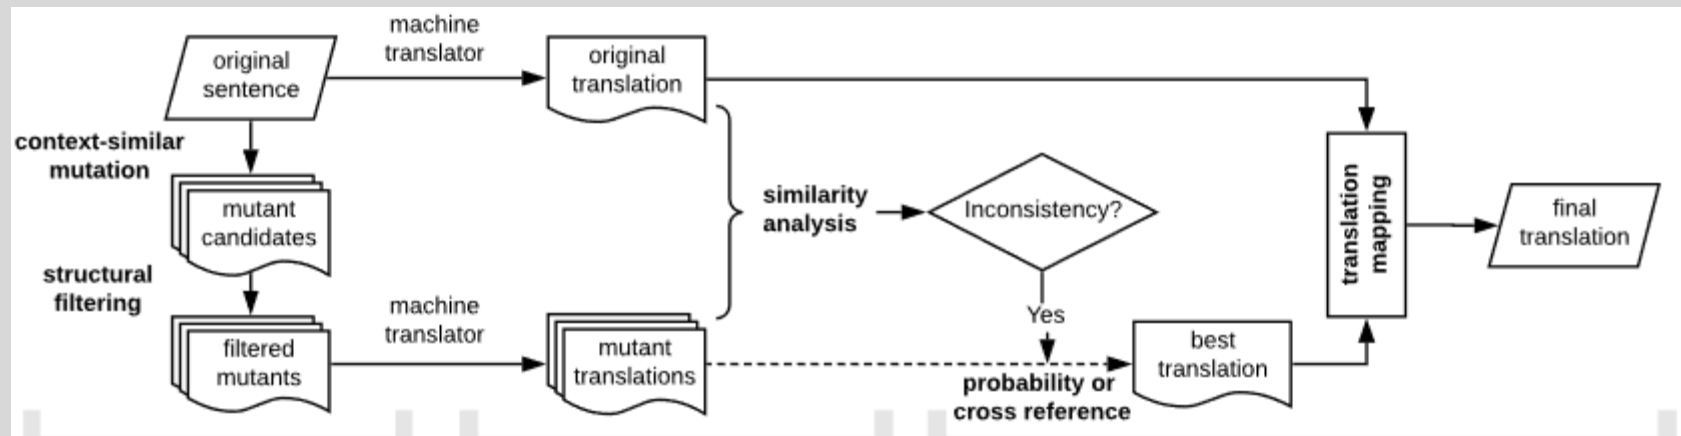 machine
translator
original
sentence
original
translation
context-similar
mutation
mutant
candidates
similarity
analysis
Inconsistency?
translation
mapping
final
translation
structural
filtering
machine
translator
Yes
filtered
mutants
mutant
translations
best
translation
probability or
cross reference